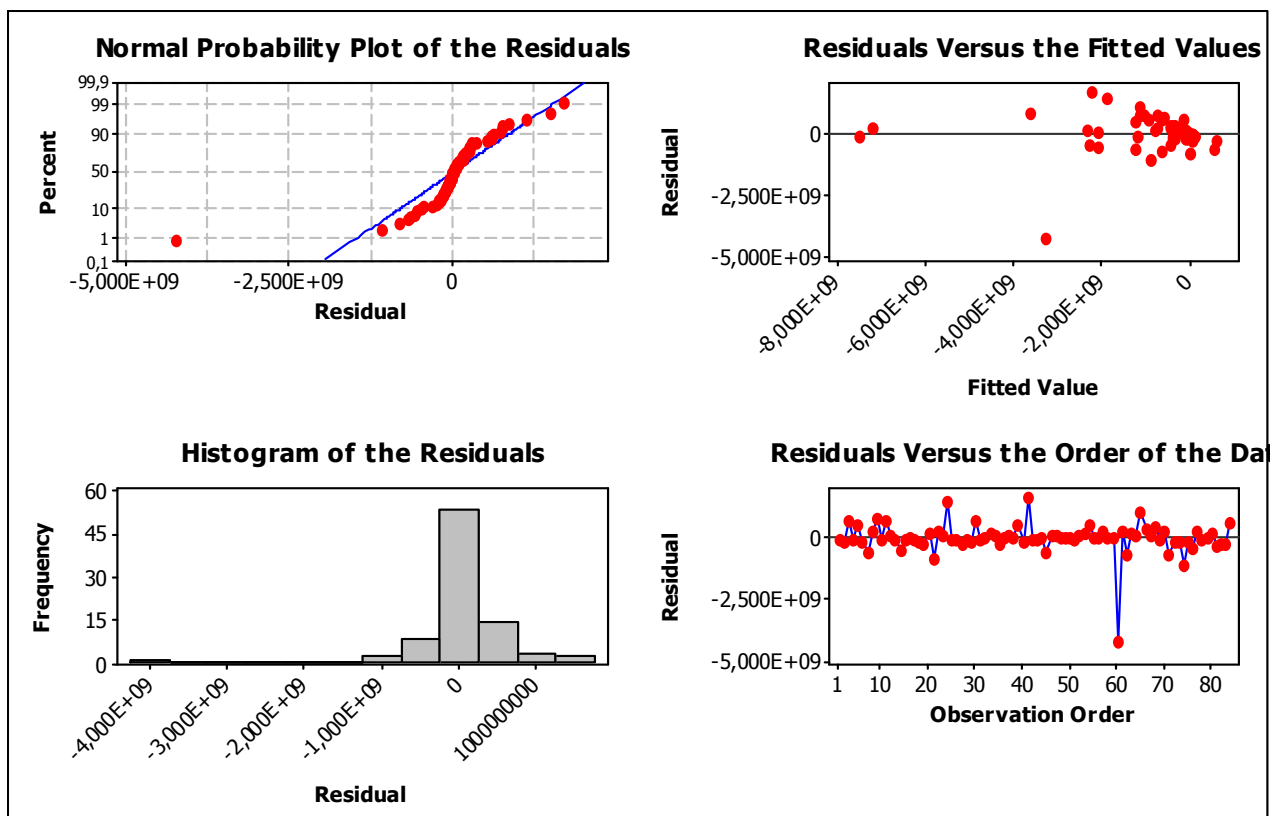 Normal Probability Plot of the Residuals
99,9
99
90
50
10
1
0,1
Percent
-5,000E+09 -2,500E+09 0
Residual
Residuals Versus the Fitted Values
0
-2,500E+09
-5,000E+09
Residual
-8,000E+09 -6,000E+09 -4,000E+09 -2,000E+09 0
Fitted Value
Histogram of the Residuals
60
45
30
15
0
Frequency
-4,000E+09 -3,000E+09 -2,000E+09 -1,000E+09 0 1000000000
Residual
Residuals Versus the Order of the Dat
0
-2,500E+09
-5,000E+09
Residual
1 10 20 30 40 50 60 70 80
Observation Order